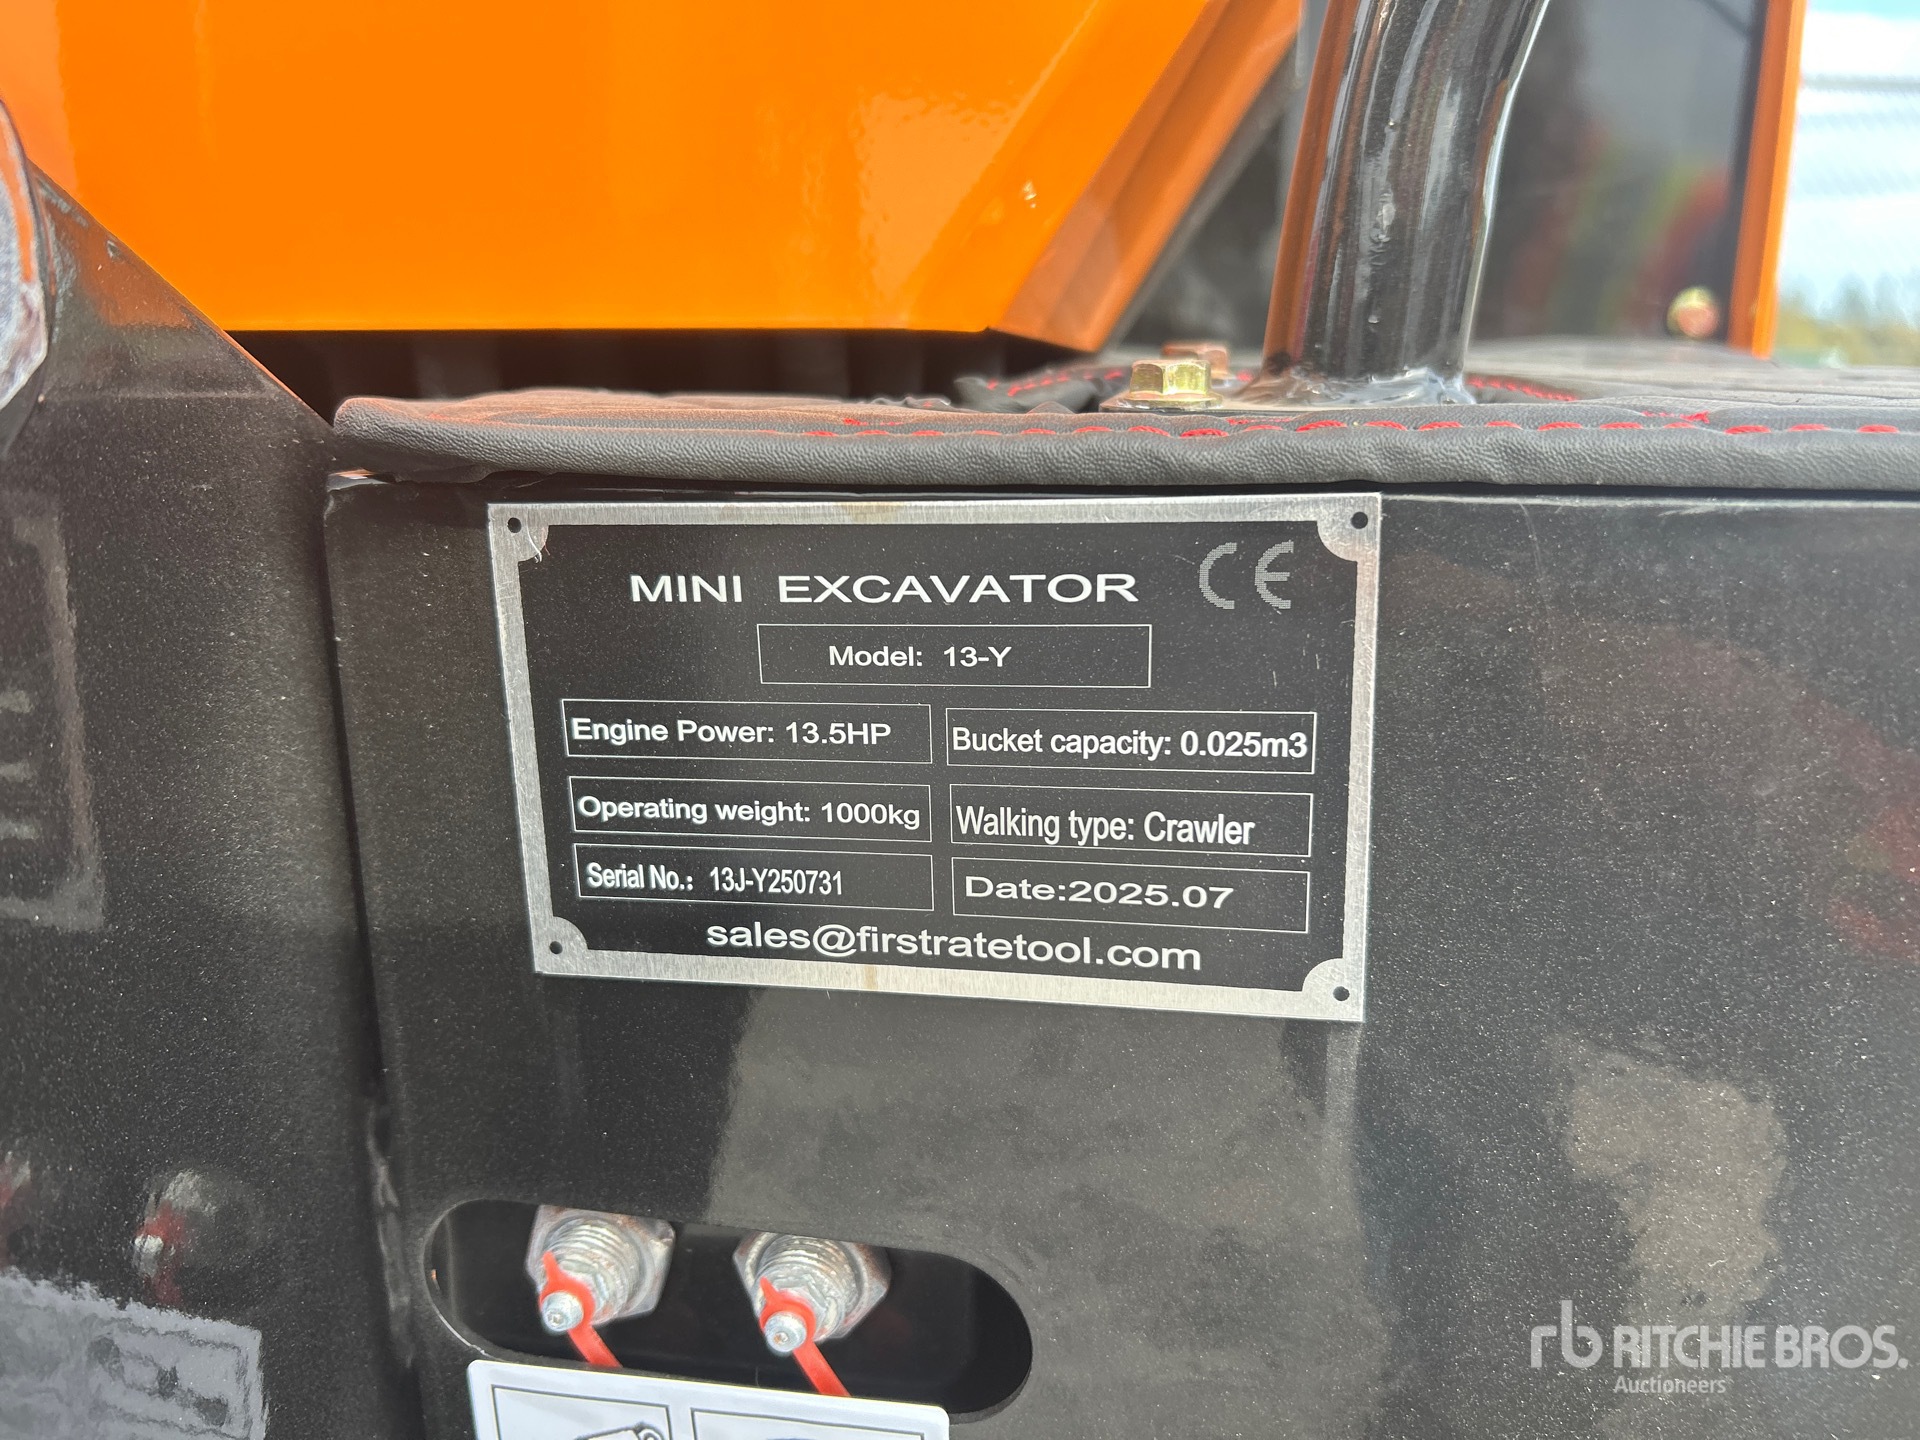 MINI EXCAVATOR CE
Model: 13-Y
Engine Power: 13.5HP Bucket capacity: 0.025m3
Operating weight: 1000kg Walking type: Crawler
Serial No.: 13J-Y250731 Date:2025.07
sales@firstratetool.com
rb RITCHIE BROS.
Auctioneers